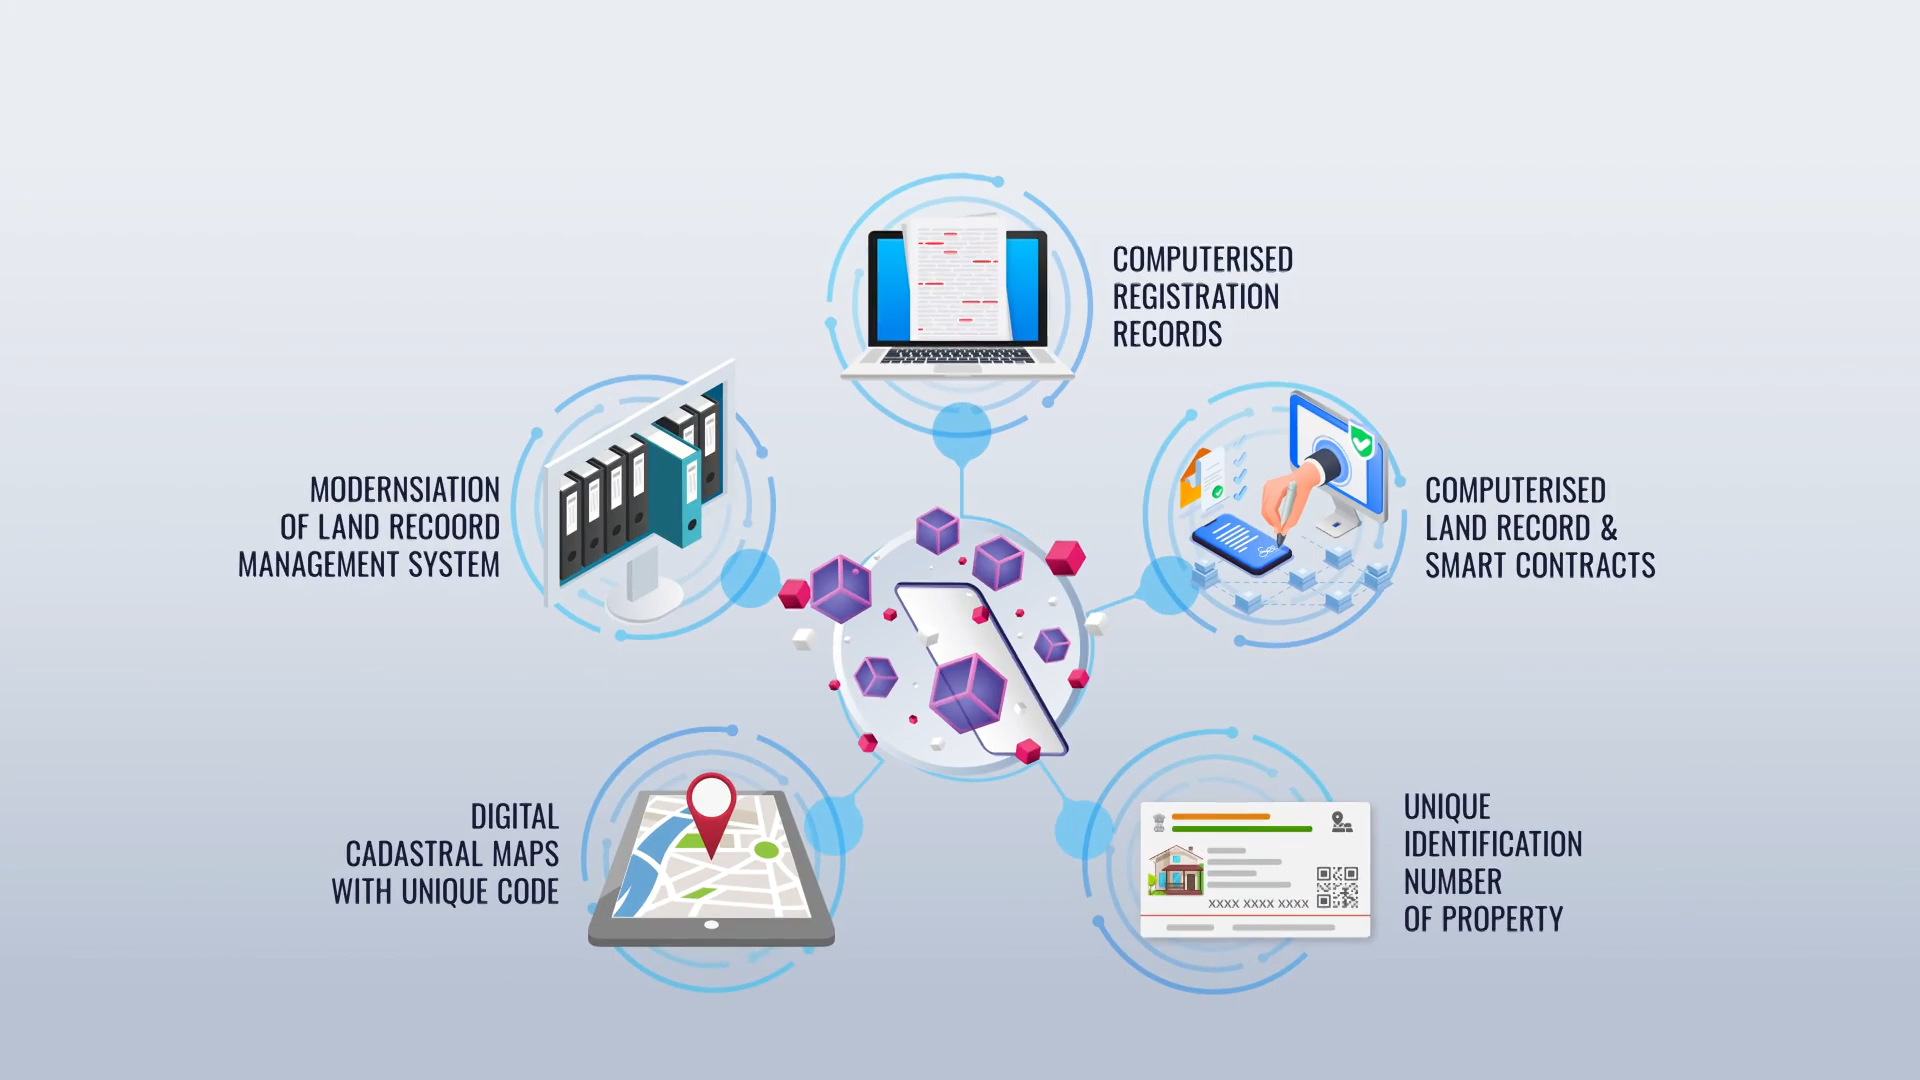 COMPUTERISED
REGISTRATION
RECORDS
MODERNSIATION
OF LAND RECOORD
MANAGEMENT SYSTEM
COMPUTERISED
LAND RECORD &
SMART CONTRACTS
DIGITAL
CADASTRAL MAPS
WITH UNIQUE CODE
UNIQUE
IDENTIFICATION
NUMBER
OF PROPERTY
XXXX XXXX XXXX